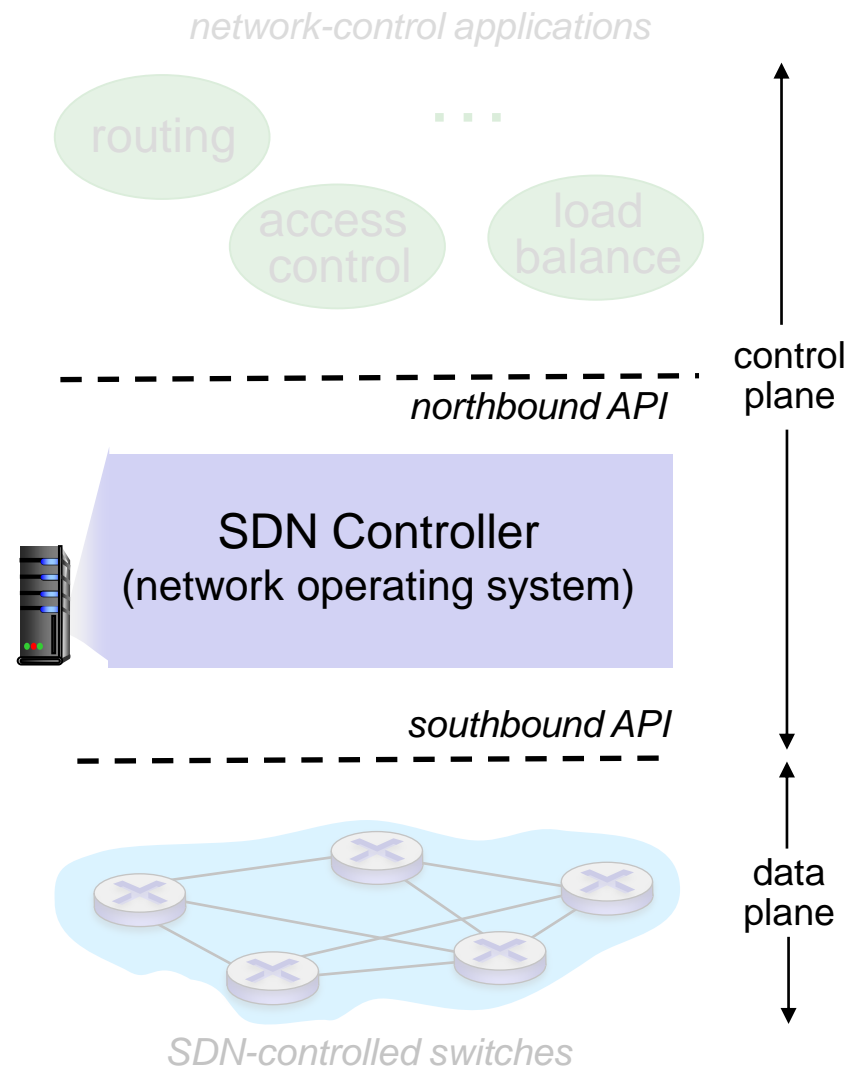 network-control applications
routing
...
access
control
load
balance
control
plane
northbound API
SDN Controller
(network operating system)
southbound API
data
plane
SDN-controlled switches